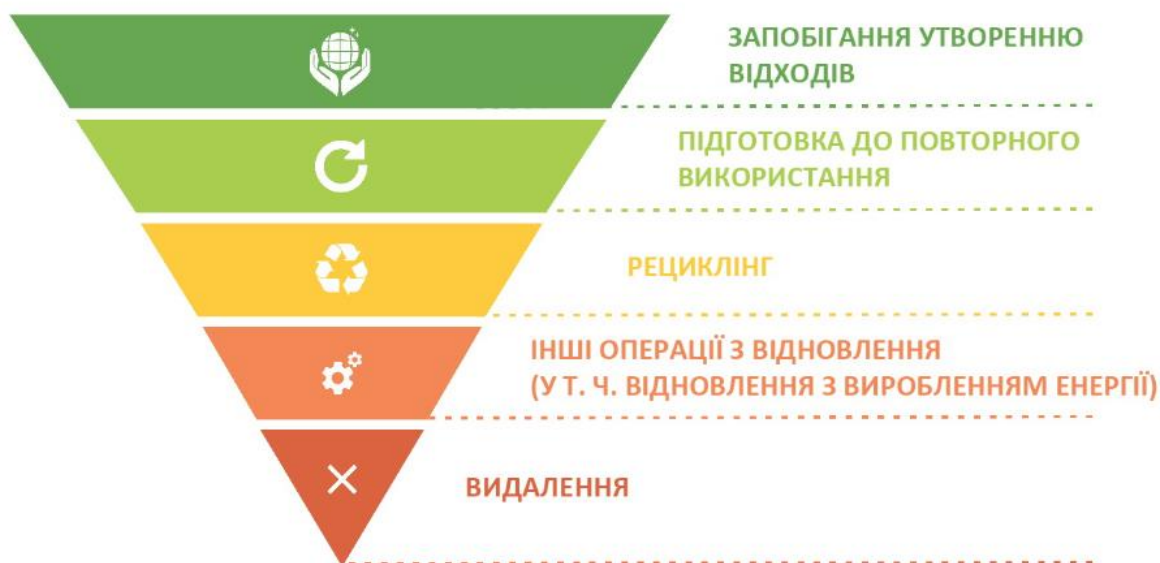 ЗАПОБІГАННЯ УТВОРЕННЮ
ВІДХОДІВ
ПІДГОТОВКА ДО ПОВТОРНОГО
ВИКОРИСТАННЯ
РЕЦИКЛІНГ
ІНШІ ОПЕРАЦІЇ З ВІДНОВЛЕННЯ
(У Т. Ч. ВІДНОВЛЕННЯ З ВИРОБЛЕННЯМ ЕНЕРГІЇ)
ВИДАЛЕННЯ